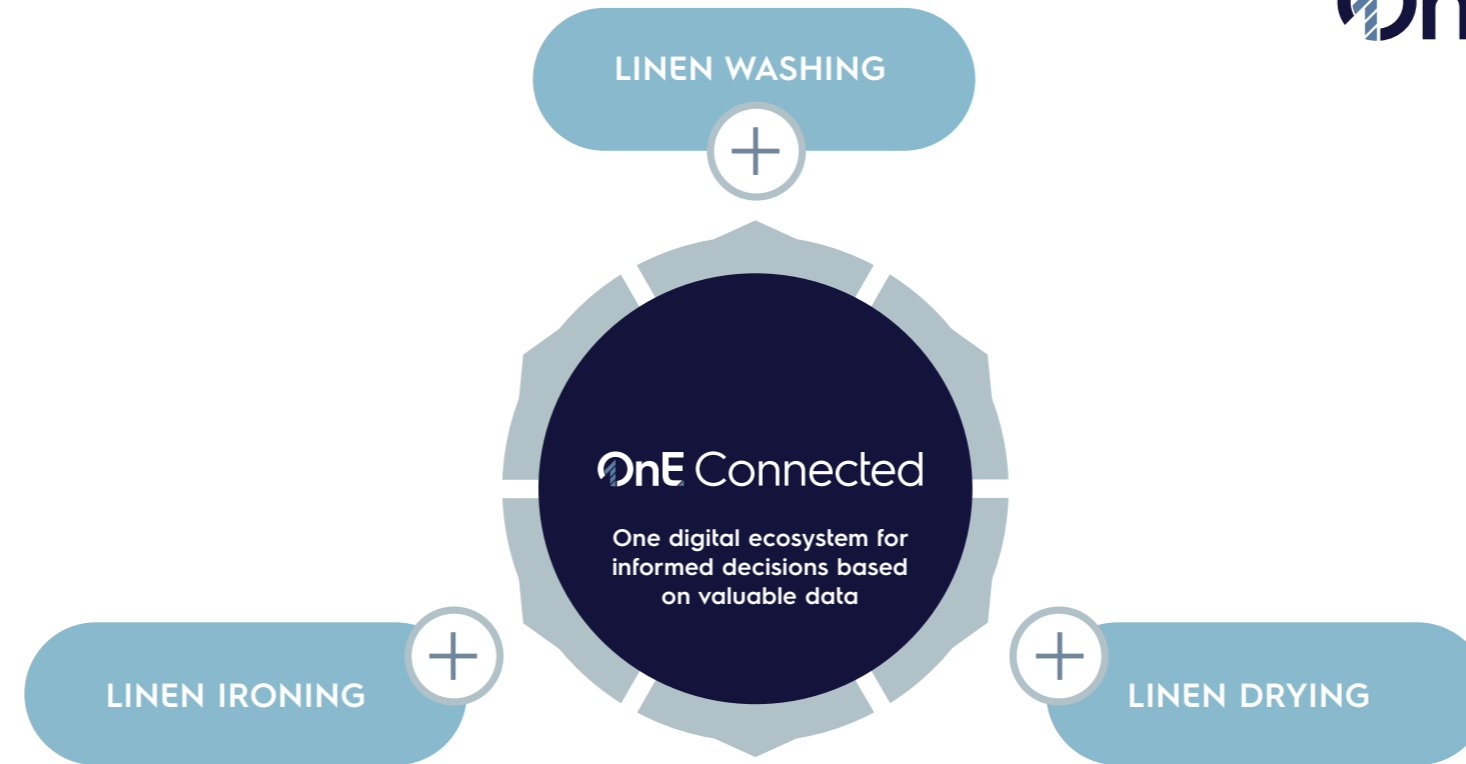 LINEN WASHING
OnE Connected
One digital ecosystem for
informed decisions based
on valuable data
LINEN IRONING
LINEN DRYING